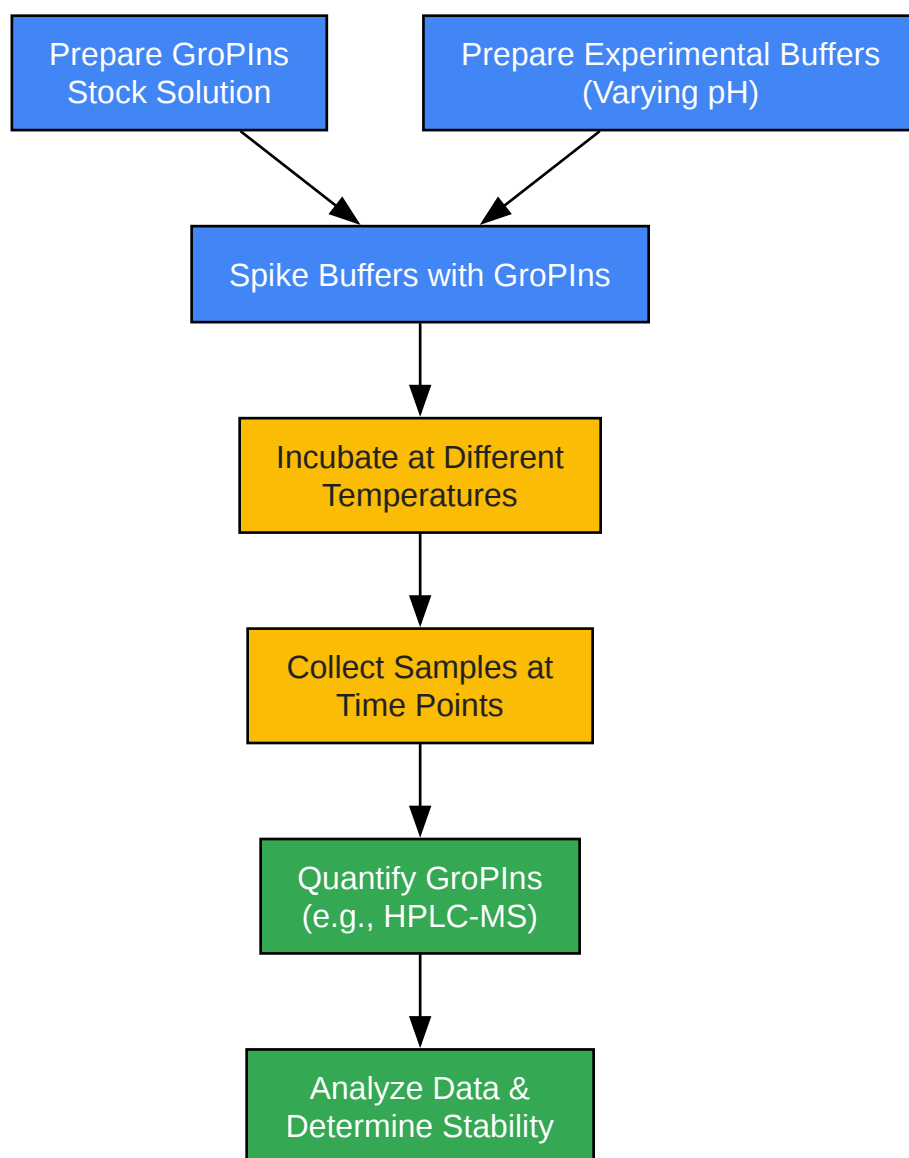 Prepare GroPIns
Stock Solution
Prepare Experimental Buffers
(Varying pH)
Spike Buffers with GroPIns
Incubate at Different
Temperatures
Collect Samples at
Time Points
Quantify GroPIns
(e.g., HPLC-MS)
Analyze Data &
Determine Stability